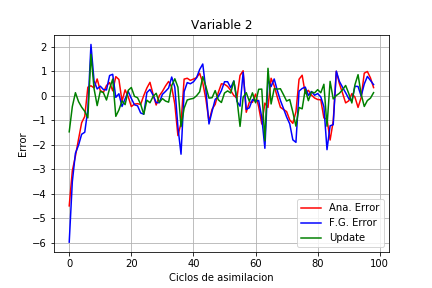 Variable 2
Error
2
1
0
−1
−2
−3
−4
−5
−6
0
20
40
60
80
100
Ciclos de asimilacion
Ana. Error
F.G. Error
Update